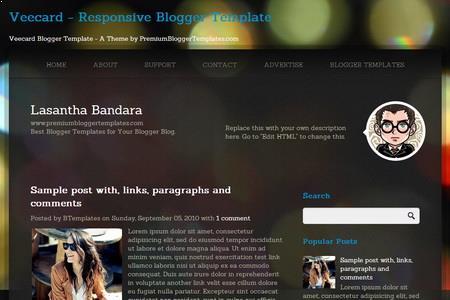 Veecard - Responsive Blogger Template
Veecard Blogger Template - A Theme by PremiumBloggerTemplates.com
HOME ABOUT SUPPORT CONTACT ADVERTISE BLOGGER TEMPLATES
Lasantha Bandara
www.premiumbloggertemplates.com
Best Blogger Templates for Your Blogger Blog.
Replace this with your own description
here. Go to "Edit HTML" to change this.
Sample post with, links, paragraphs and
comments
Posted by BTemplates on Sunday, September 05, 2010 with 1 comment
Lorem ipsum dolor sit amet, consectetur
adipisicing elit, sed do eiusmod tempor incididunt
ut labore et dolore magna aliqua. Ut enim ad
minim veniam, quis nostrud exercitation test link
ullamco laboris nisi ut aliquip ex ea commodo
consequat. Duis aute irure dolor in reprehenderit
in voluptate another link velit esse cillum dolore
eu fugiat nulla pariatur. Excepteur sint occaecat
Search
Popular Posts
Sample post with,
links, paragraphs and
comments
Lorem ipsum dolor sit
amet, consectetur adipisicing elit, sed